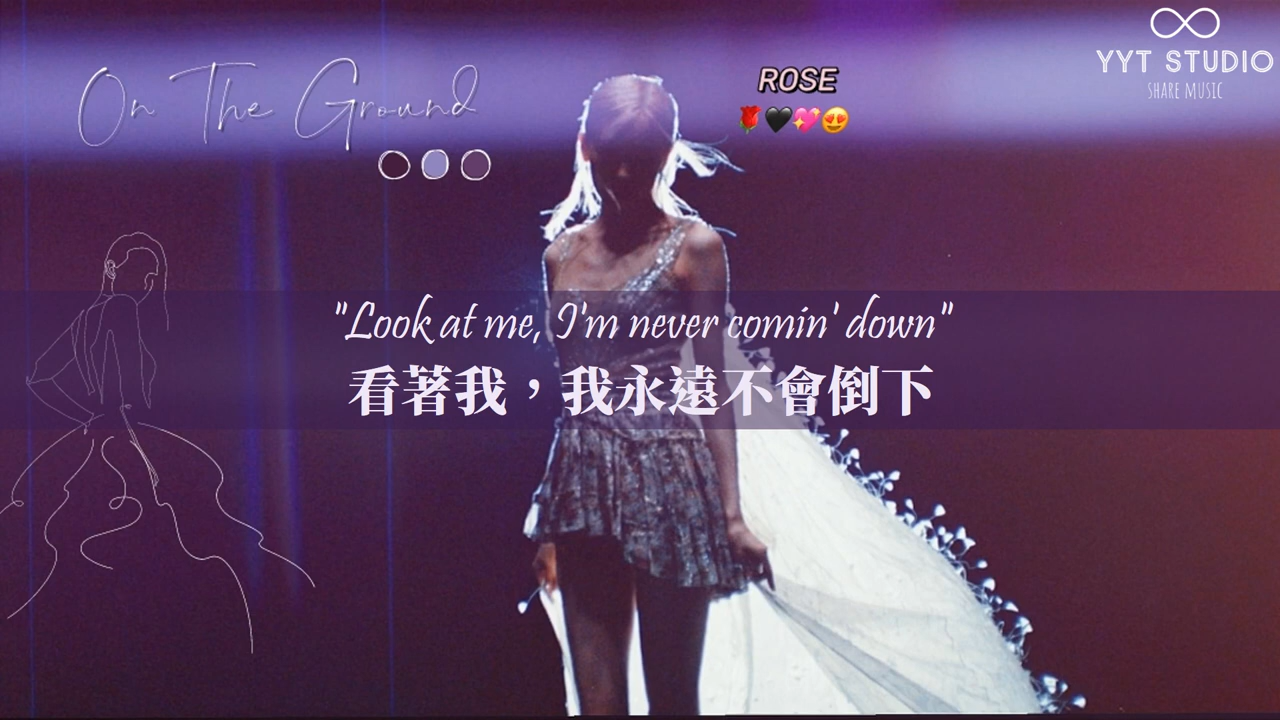 On The Ground
ROSE
🌹🖤💖😍
YYT STUDIO
SHARE MUSIC
"Look at me, I'm never comin' down"
看著我，我永遠不會倒下